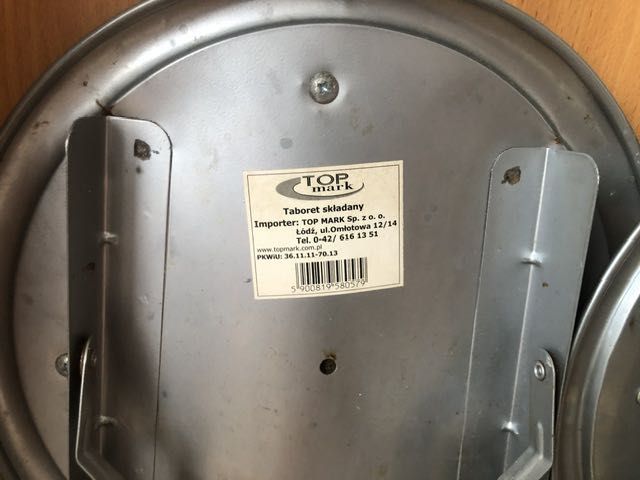 TOP
mark
Taboret składany
Importer: TOP MARK Sp. z o. o.
Łódź, ul.Omłotowa 12/14
Tel. 0-42/ 616 13 51
www.topmark.com.pl
PKWiU: 36.11.11-70.13
5 900819 580579